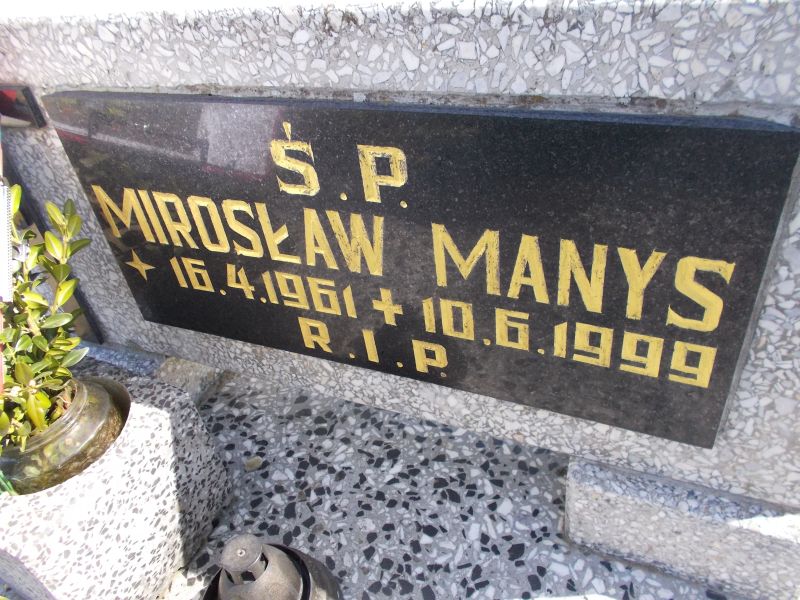 Ś.P.
MIROSŁAW MANYS
16.4.1961 + 10.6.1999
R.I.P.